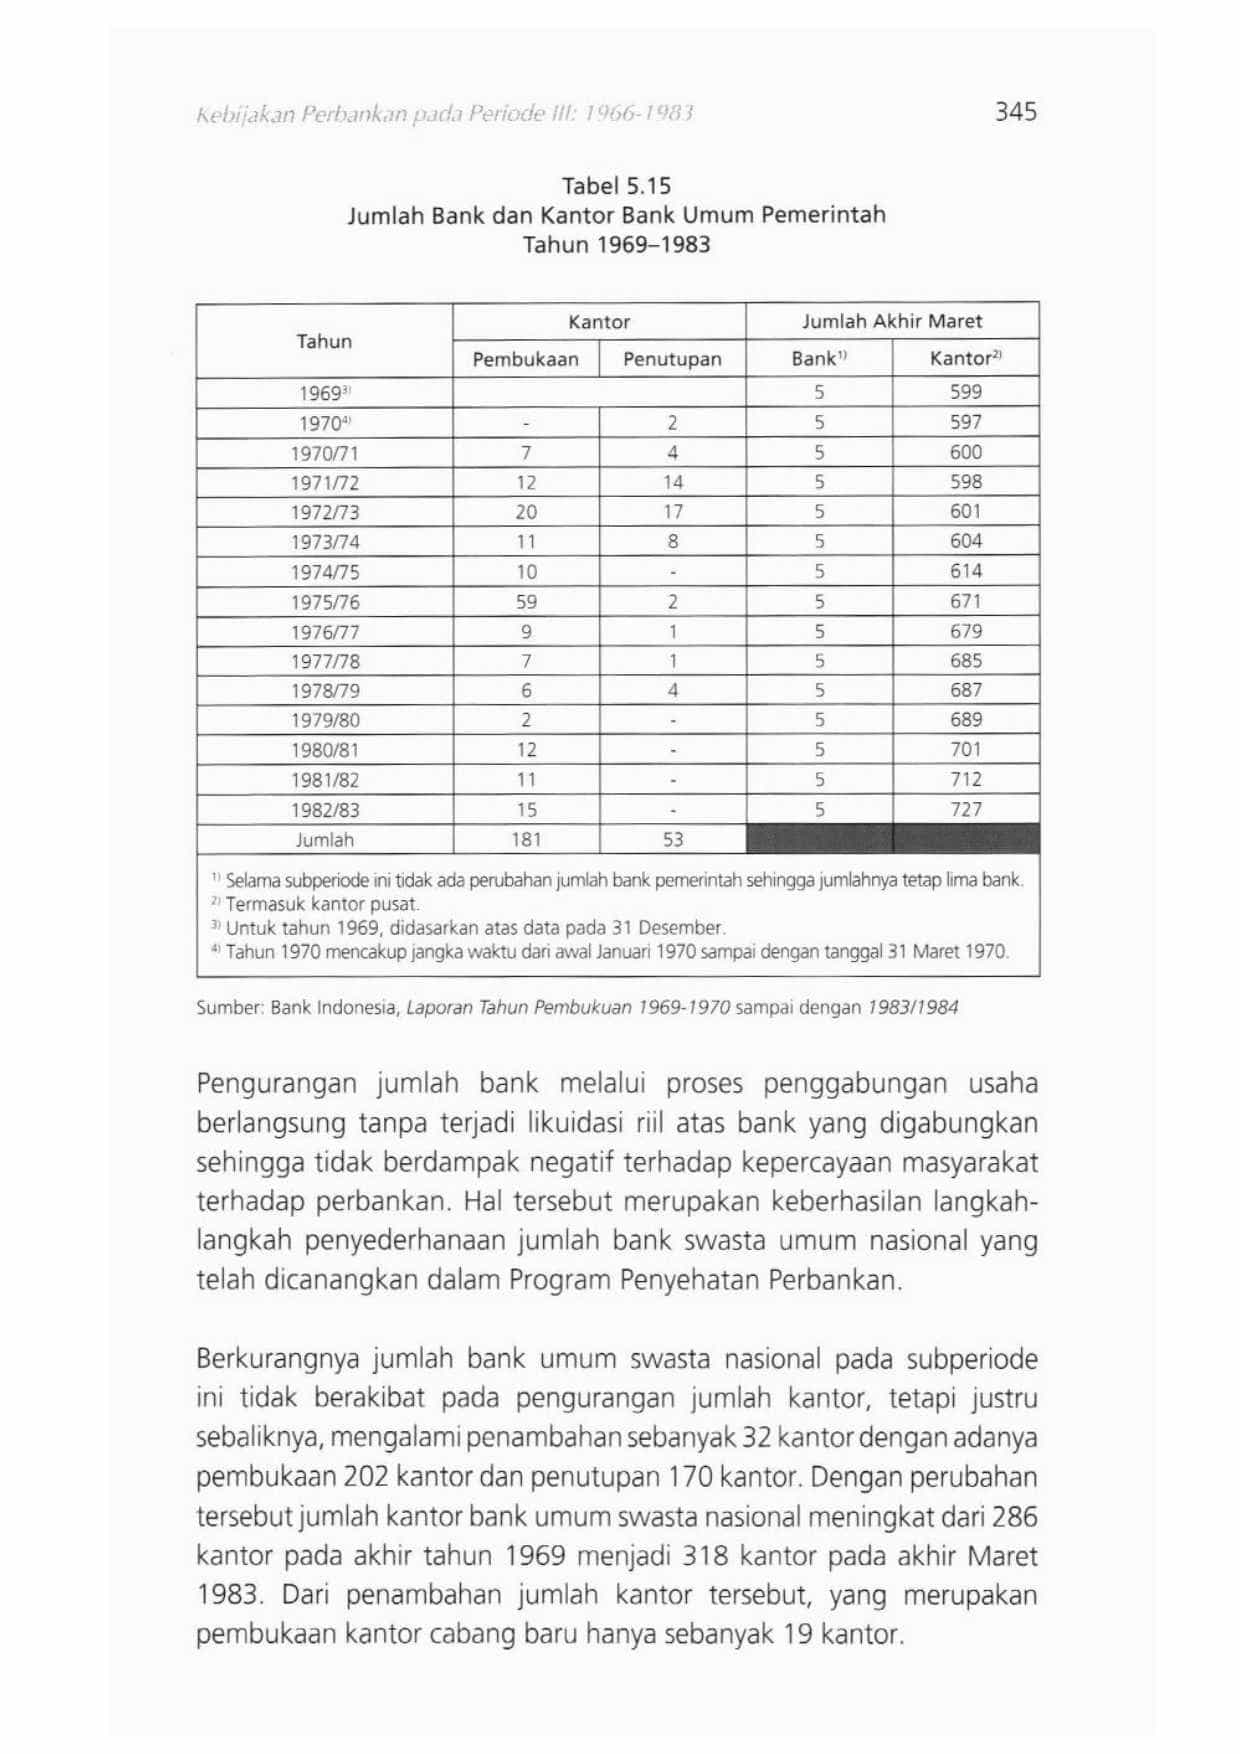 Kebijakan Perbankan pada Periode III: 1966-1983 345
Tabel 5.15
Jumlah Bank dan Kantor Bank Umum Pemerintah
Tahun 1969–1983
Tahun Kantor Jumlah Akhir Maret
Pembukaan Penutupan Bank¹⁾ Kantor²⁾
1969³⁾ 5 599
1970⁴⁾ - 2 5 597
1970/71 7 4 5 600
1971/72 12 14 5 598
1972/73 20 17 5 601
1973/74 11 8 5 604
1974/75 10 - 5 614
1975/76 59 2 5 671
1976/77 9 1 5 679
1977/78 7 1 5 685
1978/79 6 4 5 687
1979/80 2 - 5 689
1980/81 12 - 5 701
1981/82 11 - 5 712
1982/83 15 - 5 727
Jumlah 181 53
¹⁾ Selama subperiode ini tidak ada perubahan jumlah bank pemerintah sehingga jumlahnya tetap lima bank.
²⁾ Termasuk kantor pusat.
³⁾ Untuk tahun 1969, didasarkan atas data pada 31 Desember.
⁴⁾ Tahun 1970 mencakup jangka waktu dari awal Januari 1970 sampai dengan tanggal 31 Maret 1970.
Sumber: Bank Indonesia, Laporan Tahun Pembukuan 1969-1970 sampai dengan 1983/1984
Pengurangan jumlah bank melalui proses penggabungan usaha
berlangsung tanpa terjadi likuidasi riil atas bank yang digabungkan
sehingga tidak berdampak negatif terhadap kepercayaan masyarakat
terhadap perbankan. Hal tersebut merupakan keberhasilan langkah-
langkah penyederhanaan jumlah bank swasta umum nasional yang
telah dicanangkan dalam Program Penyehatan Perbankan.
Berkurangnya jumlah bank umum swasta nasional pada subperiode
ini tidak berakibat pada pengurangan jumlah kantor, tetapi justru
sebaliknya, mengalami penambahan sebanyak 32 kantor dengan adanya
pembukaan 202 kantor dan penutupan 170 kantor. Dengan perubahan
tersebut jumlah kantor bank umum swasta nasional meningkat dari 286
kantor pada akhir tahun 1969 menjadi 318 kantor pada akhir Maret
1983. Dari penambahan jumlah kantor tersebut, yang merupakan
pembukaan kantor cabang baru hanya sebanyak 19 kantor.